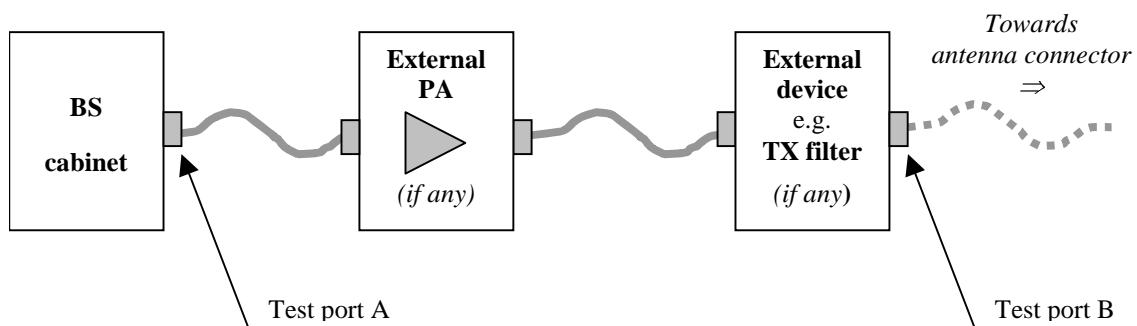 BS
cabinet
External
PA
(if any)
External
device
e.g.
TX filter
(if any)
Towards
antenna connector
⇒
Test port A
Test port B